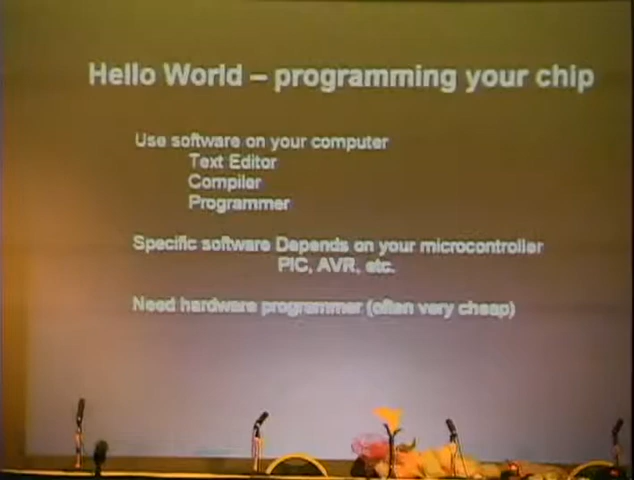 Hello World – programming your chip
Use software on your computer
Text Editor
Compiler
Programmer
Specific software Depends on your microcontroller
PIC, AVR, etc.
Need hardware programmer (often very cheap)